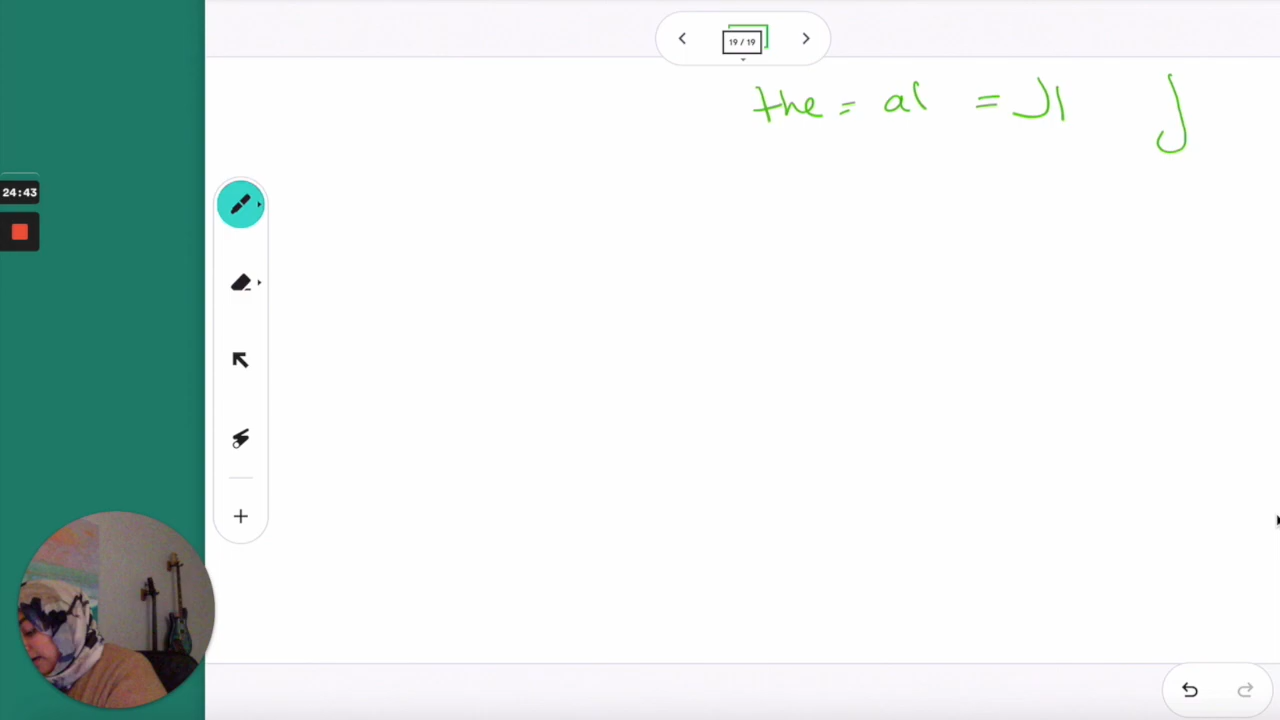 19 / 19
the = al = ال ل
24:43